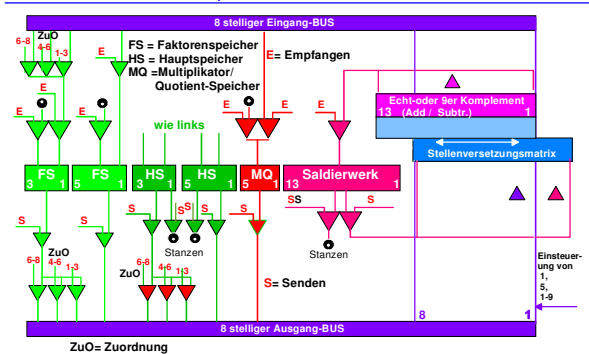 8 stelliger Eingang-BUS
ZuO
6-8
4-6
1-3
FS = Faktorenspeicher
HS = Hauptspeicher
MQ =Multiplikator/
Quotient-Speicher
E= Empfangen
E
E
E
E
E
E
E
wie links
Echt-oder 9er Komplement
13 (Add / Subtr.) 1
Stellenversetzungsmatrix
FS
3 1
FS
5 1
HS
3 1
HS
5 1
MQ
5 1
Saldierwerk
13 1
S
S
S
SS
S
SS
S
Stanzen
Stanzen
ZuO
6-8
4-6
1-3
ZuO
6-8
4-6
1-3
S= Senden
Einsteuer-
ung von
1,
5,
1-9
8 1
8 stelliger Ausgang-BUS
ZuO= Zuordnung